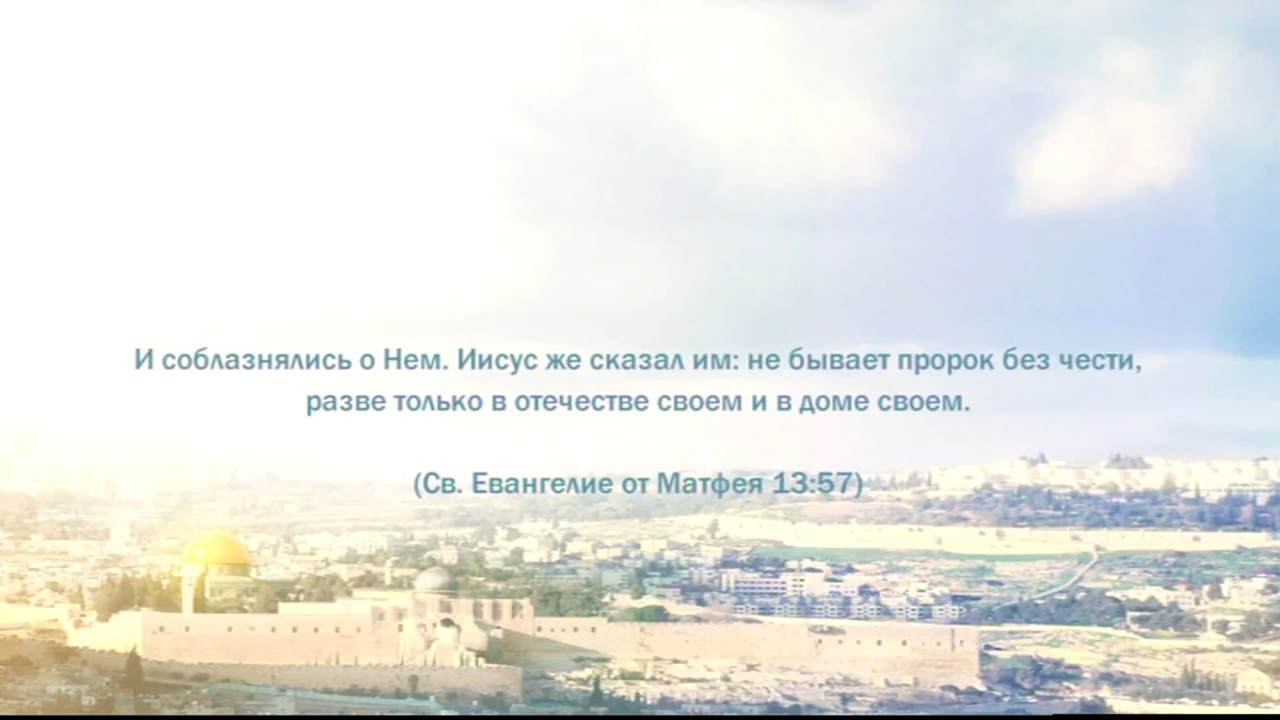 И соблазнялись о Нем. Иисус же сказал им: не бывает пророк без чести,
разве только в отечестве своем и в доме своем.
(Св. Евангелие от Матфея 13:57)